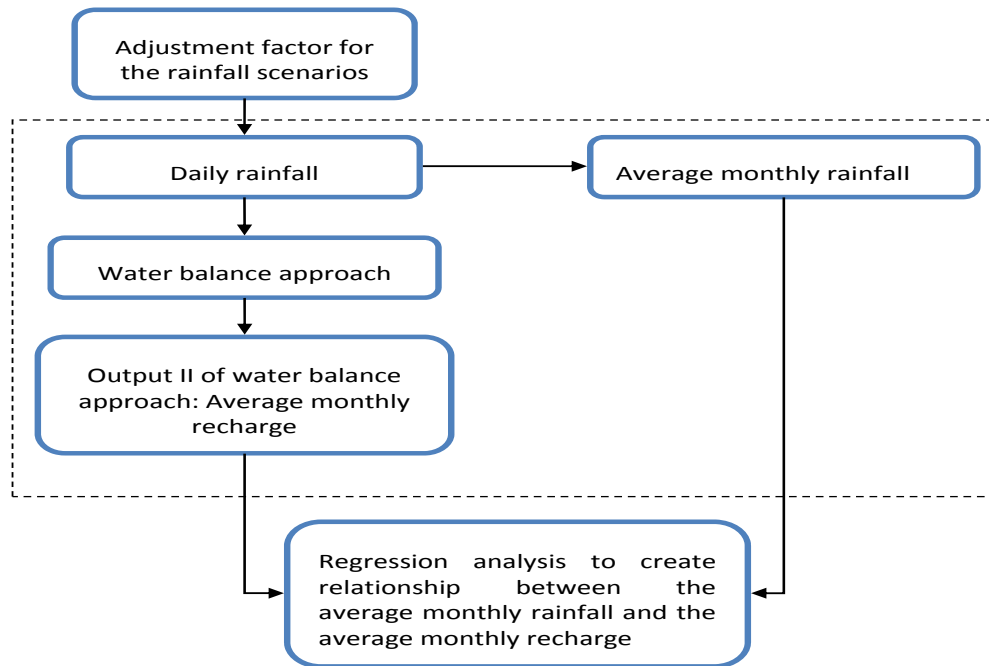 Adjustment factor for
the rainfall scenarios
Daily rainfall
Average monthly rainfall
Water balance approach
Output II of water balance
approach: Average monthly
recharge
Regression analysis to create
relationship between the
average monthly rainfall and the
average monthly recharge